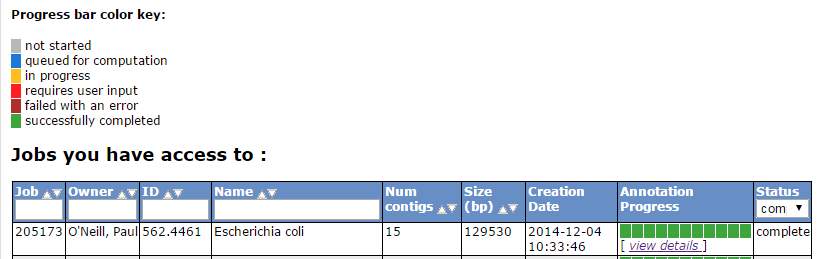 Progress bar color key:
not started
queued for computation
in progress
requires user input
failed with an error
successfully completed
Jobs you have access to :
Job Owner ID Name Num contigs Size (bp) Creation Date Annotation Progress Status
com
205173 O'Neill, Paul 562.4461 Escherichia coli 15 129530 2014-12-04 10:33:46 complete
[ view details ]